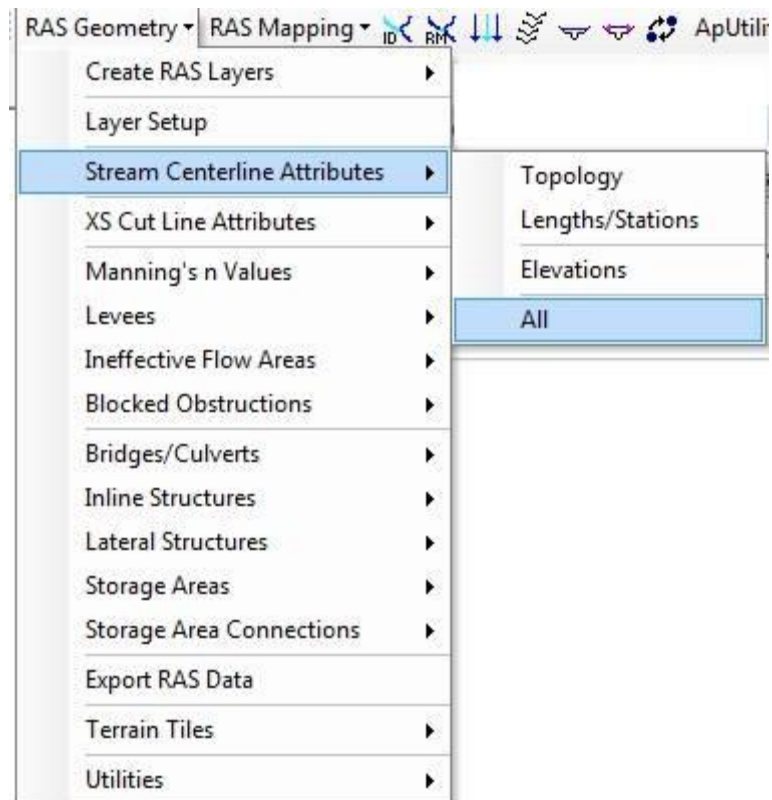 RAS Geometry RAS Mapping ID RM ApUtili
Create RAS Layers
Layer Setup
Stream Centerline Attributes
XS Cut Line Attributes
Manning's n Values
Levees
Ineffective Flow Areas
Blocked Obstructions
Bridges/Culverts
Inline Structures
Lateral Structures
Storage Areas
Storage Area Connections
Export RAS Data
Terrain Tiles
Utilities
Topology
Lengths/Stations
Elevations
All